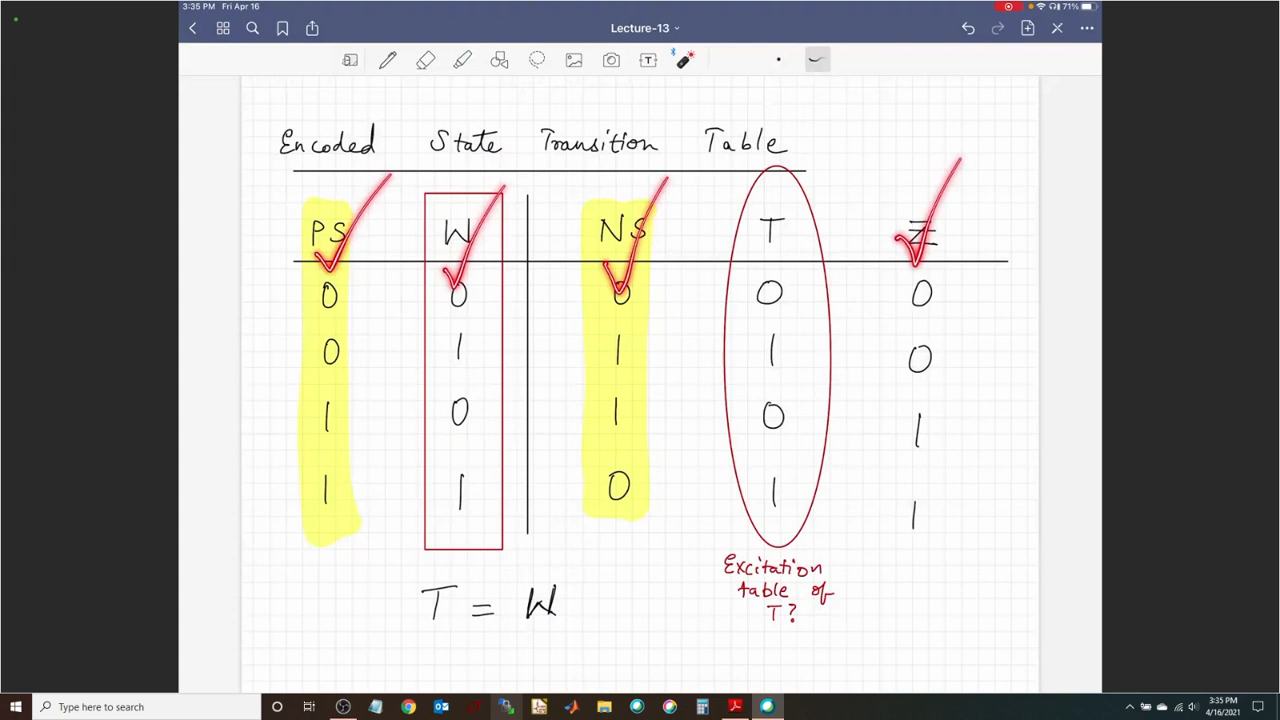 3:35 PM Fri Apr 16
71%
Lecture-13
Encoded State Transition Table
PS W NS T Z
0 0 0 0 0
0 1 1 1 0
1 0 1 0 1
1 1 0 1 1
Excitation
table of
T?
T = W
Type here to search
3:35 PM
4/16/2021